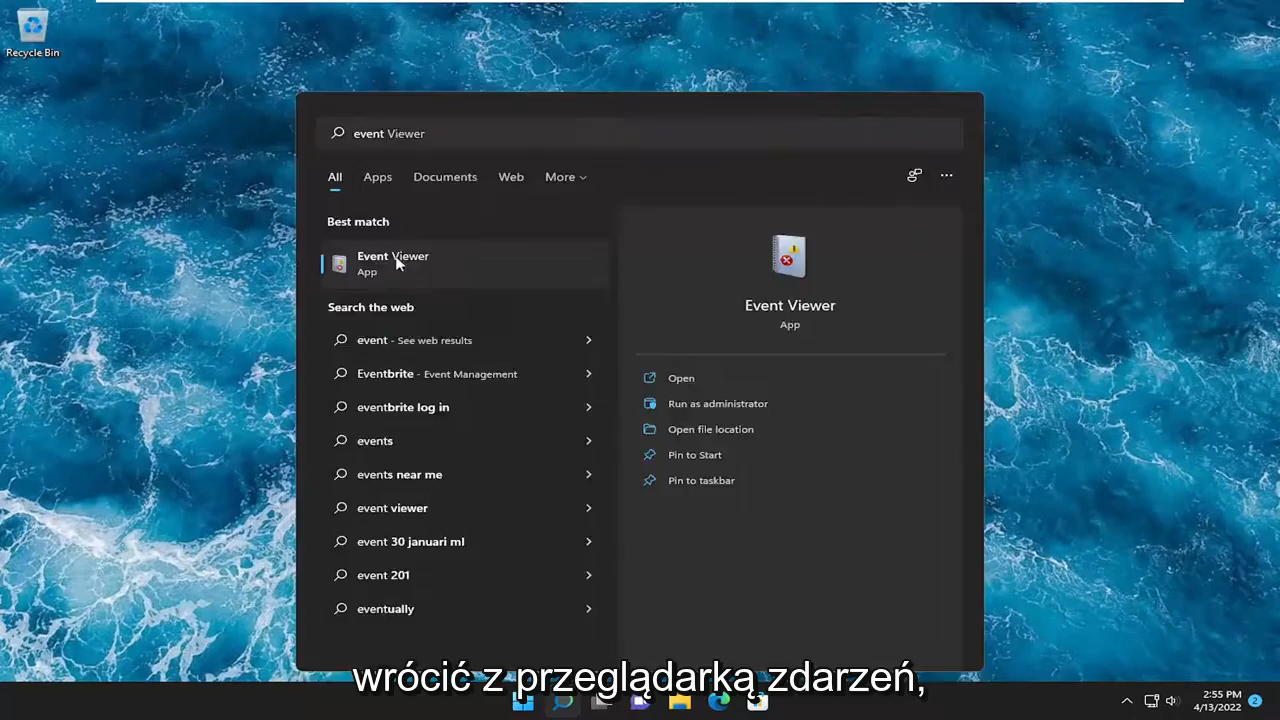 Recycle Bin
event Viewer
All Apps Documents Web More
Best match
Event Viewer
App
Search the web
event - See web results
Eventbrite - Event Management
eventbrite log in
events
events near me
event viewer
event 30 januari ml
event 201
eventually
Event Viewer
App
Open
Run as administrator
Open file location
Pin to Start
Pin to taskbar
wrócić z przeglądarką zdarzeń,
2:55 PM
4/13/2022
2